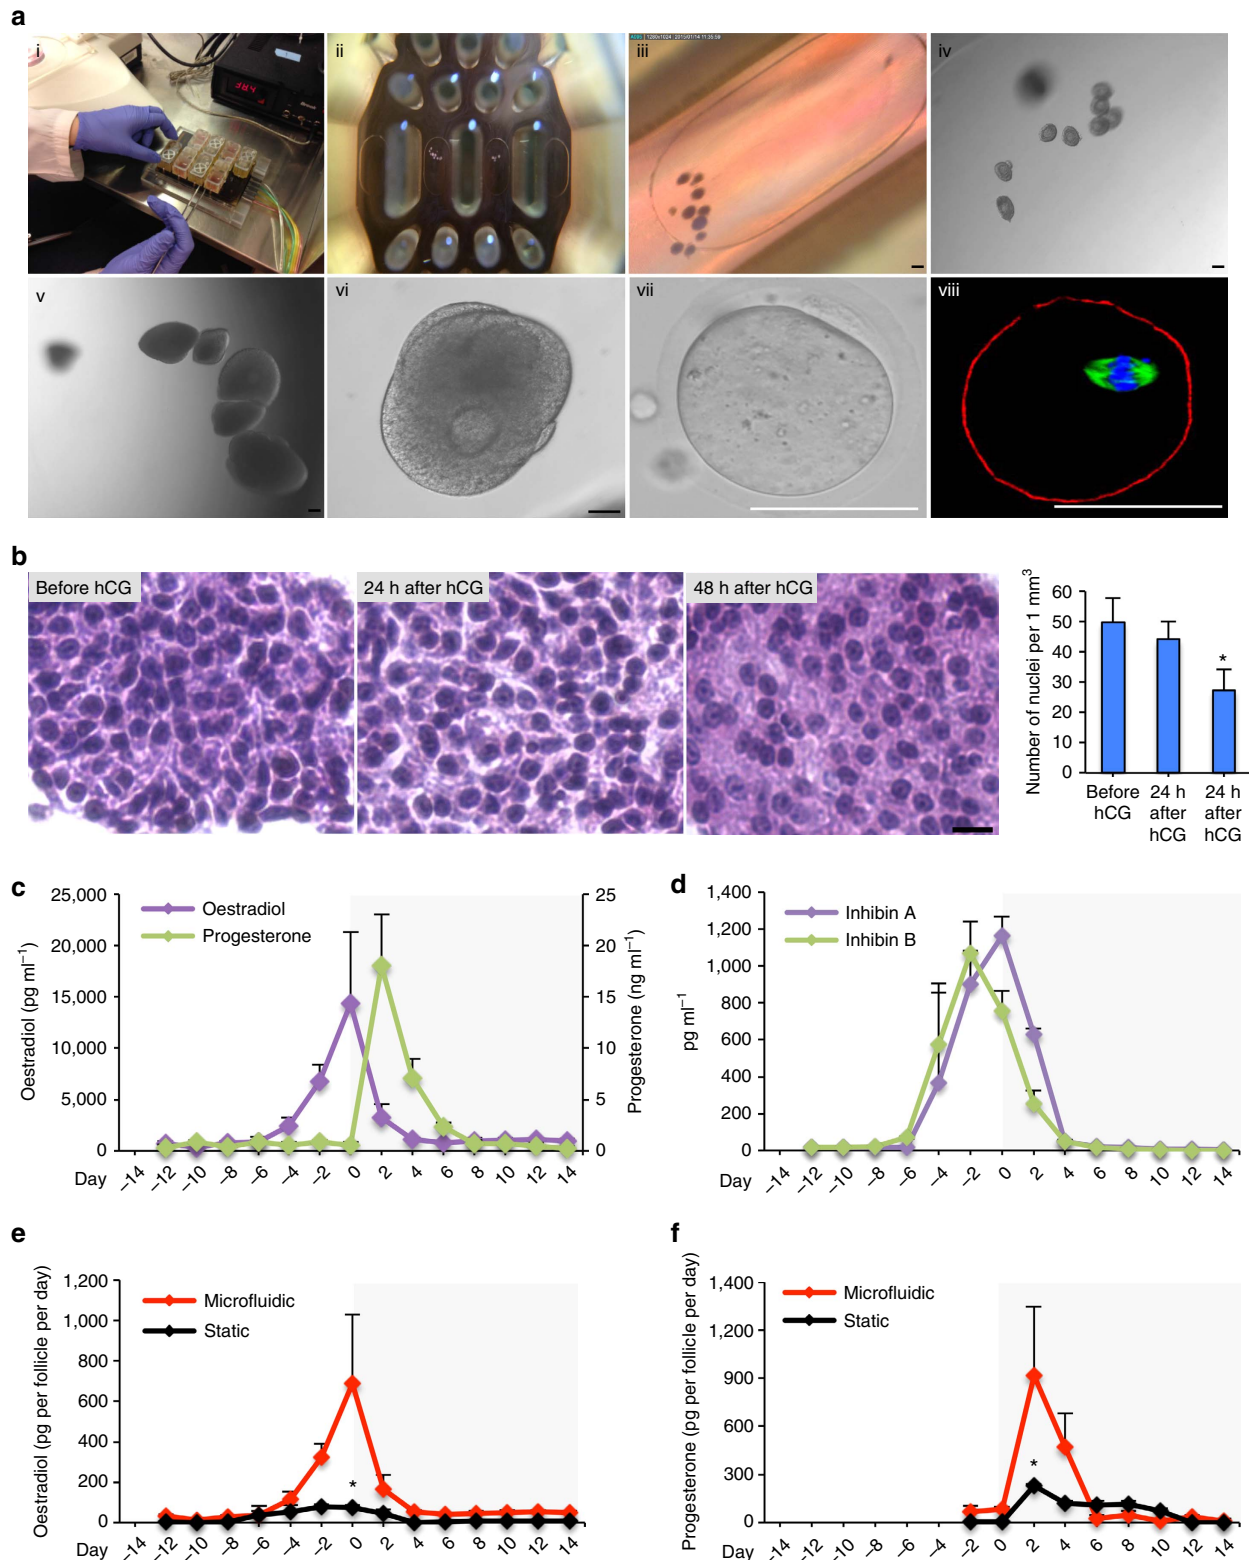 a
i
ii
iii
iv
1280x1024 | 2015/01/14 11:35:59
v
vi
vii
viii
b
Before hCG
24 h after hCG
48 h after hCG
Number of nuclei per 1 mm³
60
50
40
30
20
10
0
Before hCG
24 h after hCG
24 h after hCG
*
c
Oestradiol
Progesterone
Oestradiol (pg ml⁻¹)
25,000
20,000
15,000
10,000
5,000
0
Progesterone (ng ml⁻¹)
25
20
15
10
5
0
Day
–14 –12 –10 –8 –6 –4 –2 0 2 4 6 8 10 12 14
d
Inhibin A
Inhibin B
pg ml⁻¹
1,400
1,200
1,000
800
600
400
200
0
Day
–14 –12 –10 –8 –6 –4 –2 0 2 4 6 8 10 12 14
e
Microfluidic
Static
Oestradiol (pg per follicle per day)
1,200
1,000
800
600
400
200
0
*
Day
–14 –12 –10 –8 –6 –4 –2 0 2 4 6 8 10 12 14
f
Microfluidic
Static
Progesterone (pg per follicle per day)
1,400
1,200
900
600
300
0
*
Day
–14 –12 –10 –8 –6 –4 –2 0 2 4 6 8 10 12 14